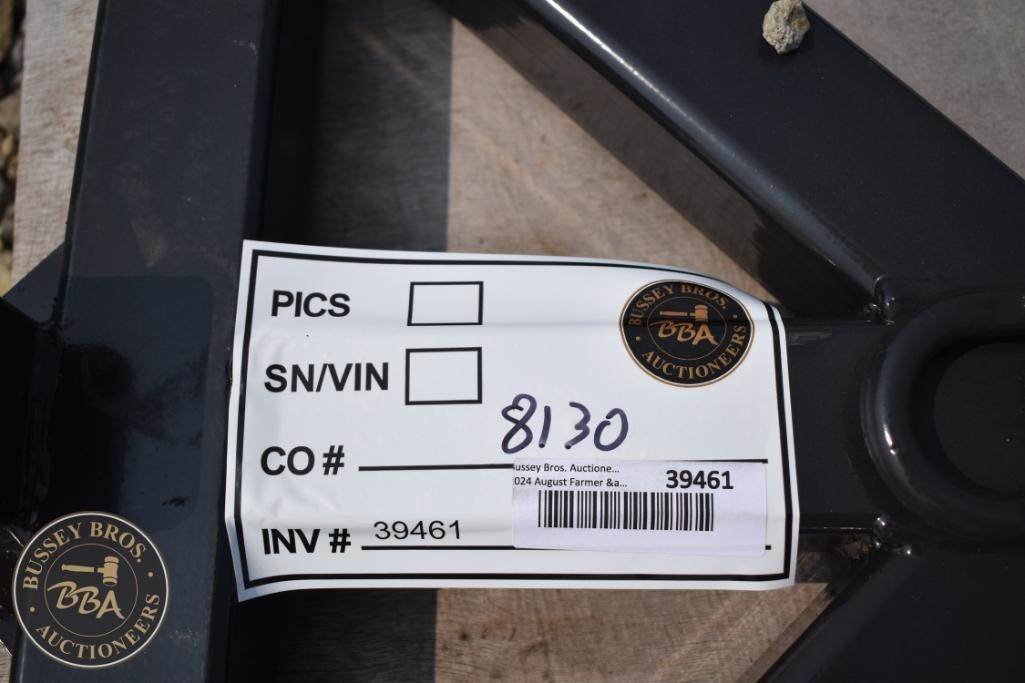 PICS
BUSSEY BROS.
BBA
AUCTIONEERS
SN/VIN
8130
CO #
ussey Bros. Auctione...
024 August Farmer &a...
39461
INV # 39461
BUSSEY BROS.
BBA
AUCTIONEERS